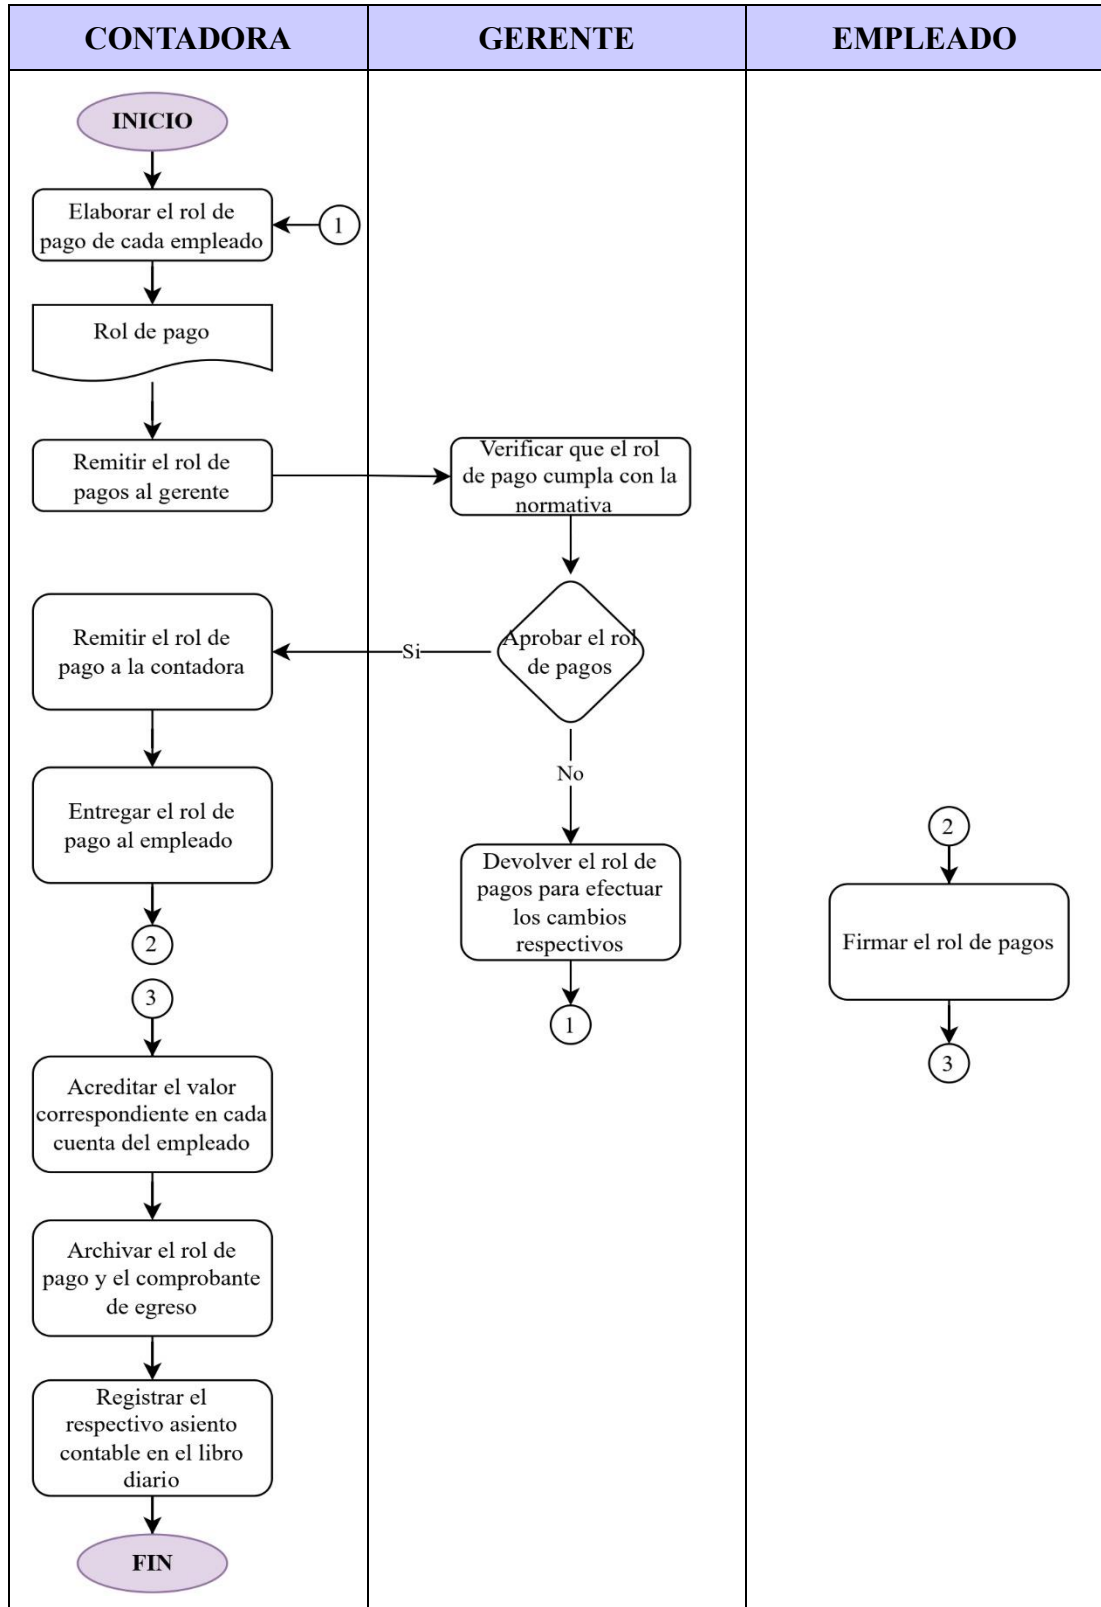 CONTADORA
GERENTE
EMPLEADO
INICIO
Elaborar el rol de
pago de cada empleado
1
Rol de pago
Remitir el rol de
pagos al gerente
Verificar que el rol
de pago cumpla con la
normativa
Remitir el rol de
pago a la contadora
Si
Aprobar el rol
de pagos
No
Entregar el rol de
pago al empleado
2
Devolver el rol de
pagos para efectuar
los cambios
respectivos
1
2
Firmar el rol de pagos
3
3
Acreditar el valor
correspondiente en cada
cuenta del empleado
Archivar el rol de
pago y el comprobante
de egreso
Registrar el
respectivo asiento
contable en el libro
diario
FIN